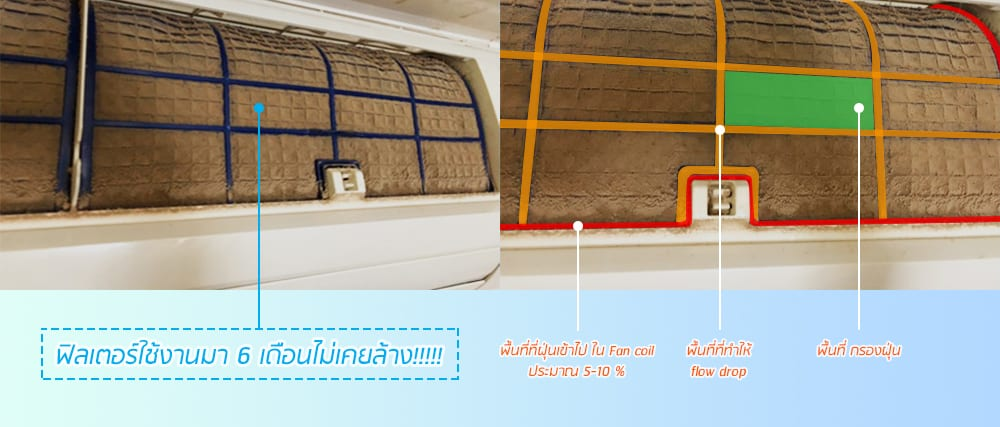 ฟิลเตอร์ใช้งานมา 6 เดือนไม่เคยล้าง!!!!!
พื้นที่ที่ฝุ่นเข้าไป ใน Fan coil
ประมาณ 5-10 %
พื้นที่ที่ทำให้
flow drop
พื้นที่ กรองฝุ่น